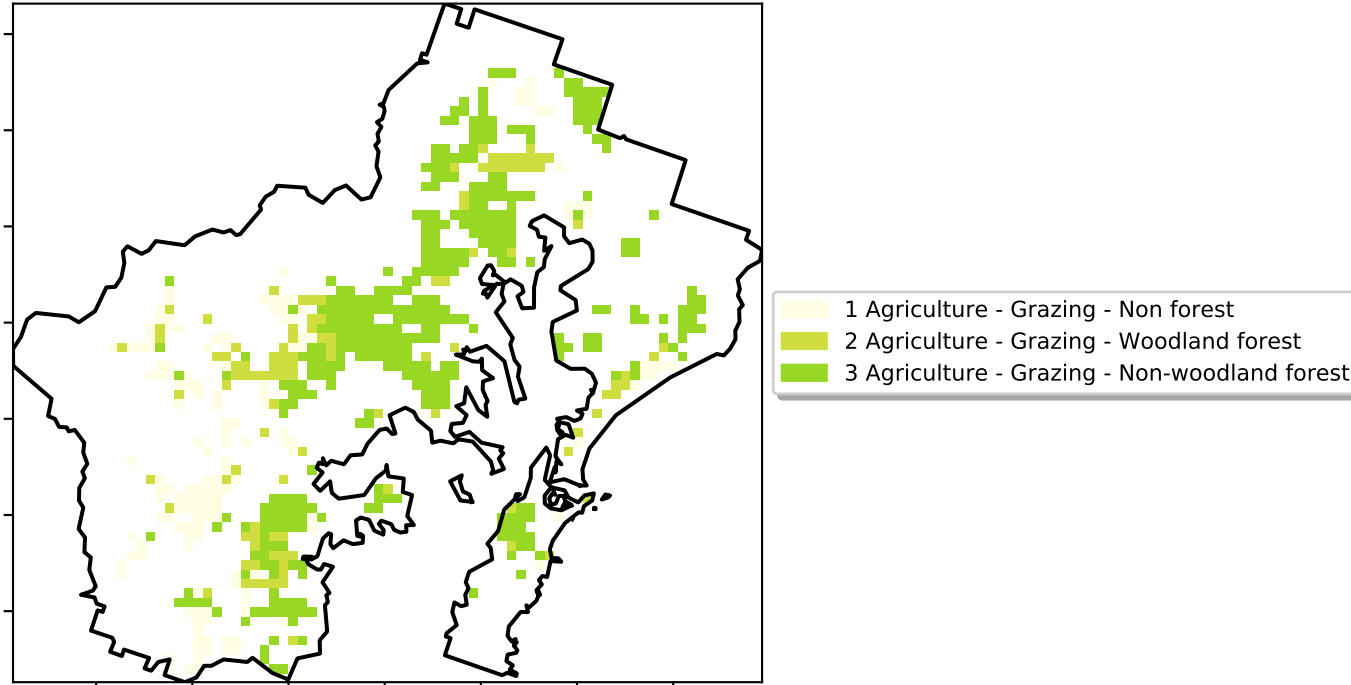 1 Agriculture - Grazing - Non forest
2 Agriculture - Grazing - Woodland forest
3 Agriculture - Grazing - Non-woodland forest